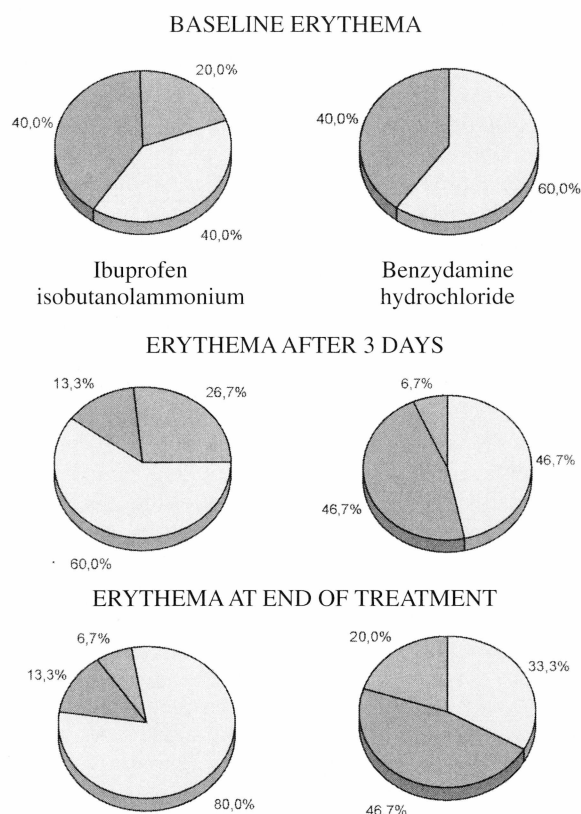 BASELINE ERYTHEMA
20,0%
40,0%
40,0%
40,0%
60,0%
Ibuprofen
isobutanolammonium
Benzydamine
hydrochloride
ERYTHEMA AFTER 3 DAYS
13,3%
26,7%
60,0%
6,7%
46,7%
46,7%
ERYTHEMA AT END OF TREATMENT
6,7%
13,3%
80,0%
20,0%
33,3%
46,7%